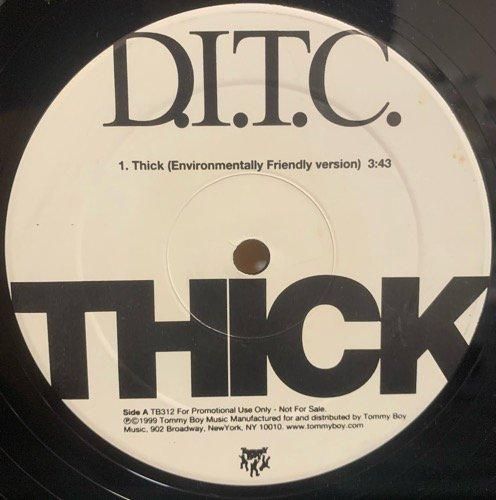 D.I.T.C.
1. Thick (Environmentally Friendly version) 3:43
THICK
Side A TB312 For Promotional Use Only - Not For Sale.
℗©1999 Tommy Boy Music Manufactured for and distributed by Tommy Boy
Music, 902 Broadway, NewYork, NY 10010. www.tommyboy.com
TOMMY